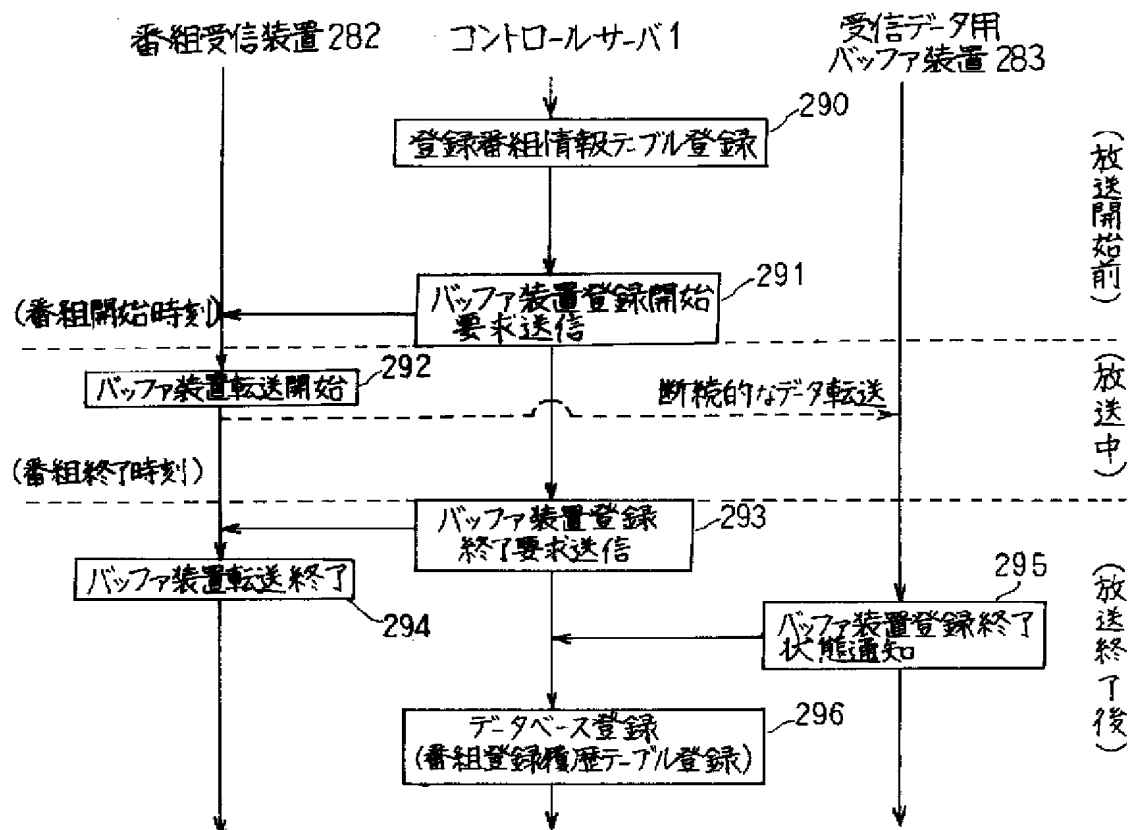 番組受信装置282
コントロールサーバ1
受信データ用
バッファ装置283
290
登録番組情報テーブル登録
(放送開始前)
291
バッファ装置登録開始
要求送信
(番組開始時刻)
292
バッファ装置転送開始
断続的なデータ転送
(放送中)
(番組終了時刻)
293
バッファ装置登録
終了要求送信
バッファ装置転送終了
294
295
バッファ装置登録終了
状態通知
(放送終了後)
296
データベース登録
(番組登録履歴テーブル登録)